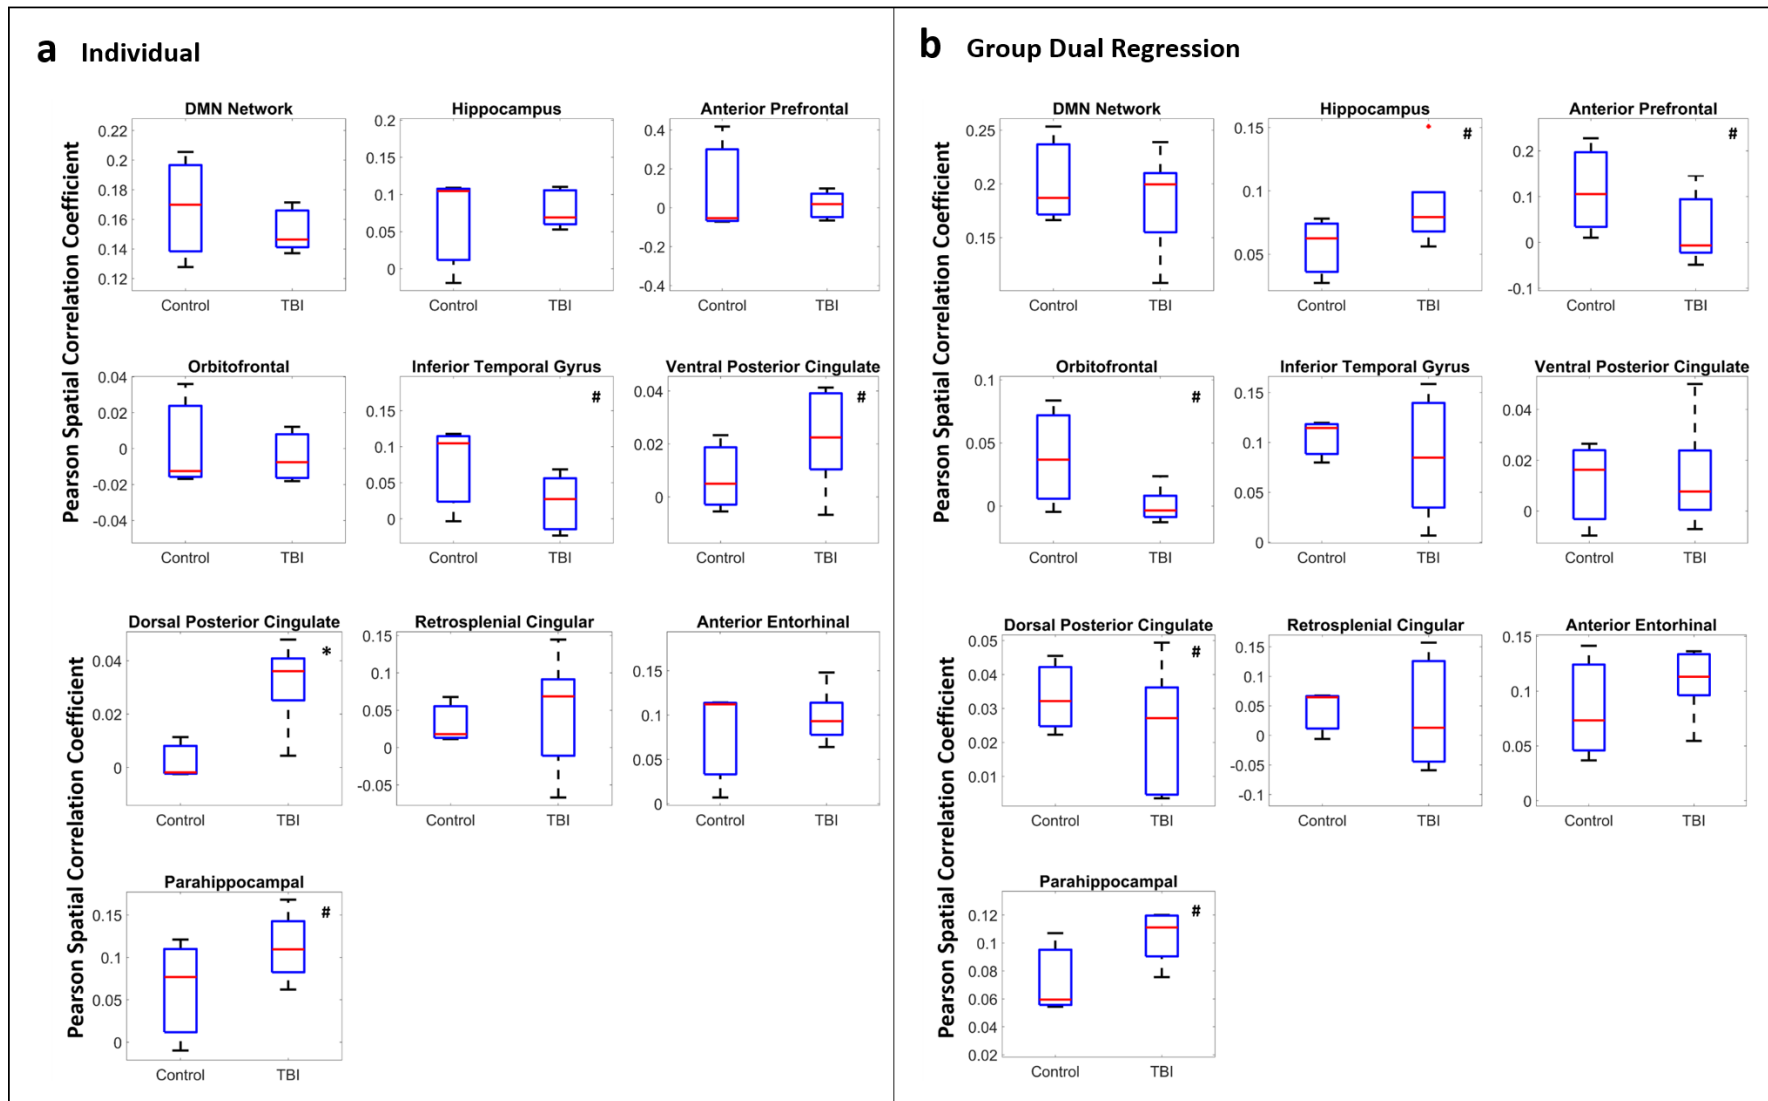 a Individual
b Group Dual Regression
DMN Network
Hippocampus
Anterior Prefrontal
Pearson Spatial Correlation Coefficient
0.22
0.2
0.18
0.16
0.14
0.12
Control TBI
0.2
0.15
0.1
0.05
0
Control TBI
0.4
0.2
0
-0.2
-0.4
Control TBI
Orbitofrontal
Inferior Temporal Gyrus
Ventral Posterior Cingulate
0.04
0.02
0
-0.02
-0.04
Control TBI
0.15
0.1
0.05
0
#
Control TBI
0.04
0.02
0
#
Control TBI
Dorsal Posterior Cingulate
Retrosplenial Cingular
Anterior Entorhinal
Pearson Spatial Correlation Coefficient
0.04
0.02
0
*
Control TBI
0.15
0.1
0.05
0
-0.05
Control TBI
0.15
0.1
0.05
0
Control TBI
Parahippocampal
0.15
0.1
0.05
0
#
Control TBI
DMN Network
Hippocampus
Anterior Prefrontal
Pearson Spatial Correlation Coefficient
0.25
0.2
0.15
Control TBI
0.15
0.1
0.05
#
Control TBI
0.2
0.1
0
-0.1
#
Control TBI
Orbitofrontal
Inferior Temporal Gyrus
Ventral Posterior Cingulate
0.1
0.05
0
#
Control TBI
0.15
0.1
0.05
0
Control TBI
0.04
0.02
0
Control TBI
Dorsal Posterior Cingulate
Retrosplenial Cingular
Anterior Entorhinal
Pearson Spatial Correlation Coefficient
0.05
0.04
0.03
0.02
0.01
#
Control TBI
0.15
0.1
0.05
0
-0.05
-0.1
Control TBI
0.15
0.1
0.05
0
Control TBI
Parahippocampal
0.12
0.1
0.08
0.06
0.04
0.02
#
Control TBI